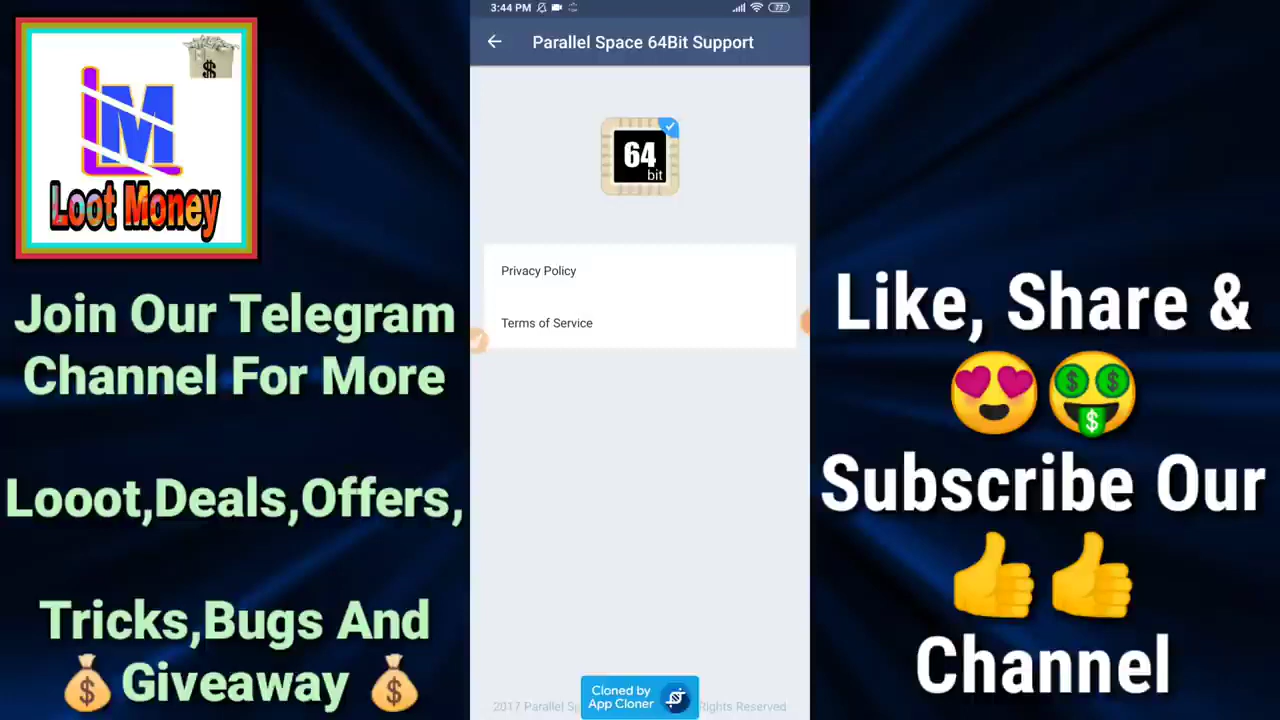 3:44 PM
77
Parallel Space 64Bit Support
64
bit
Privacy Policy
Terms of Service
Cloned by
App Cloner
2017 Parallel Rights Reserved
$
LM
Loot Money
Join Our Telegram
Channel For More
Looot,Deals,Offers,
Tricks,Bugs And
Giveaway
Like, Share &
Subscribe Our
Channel